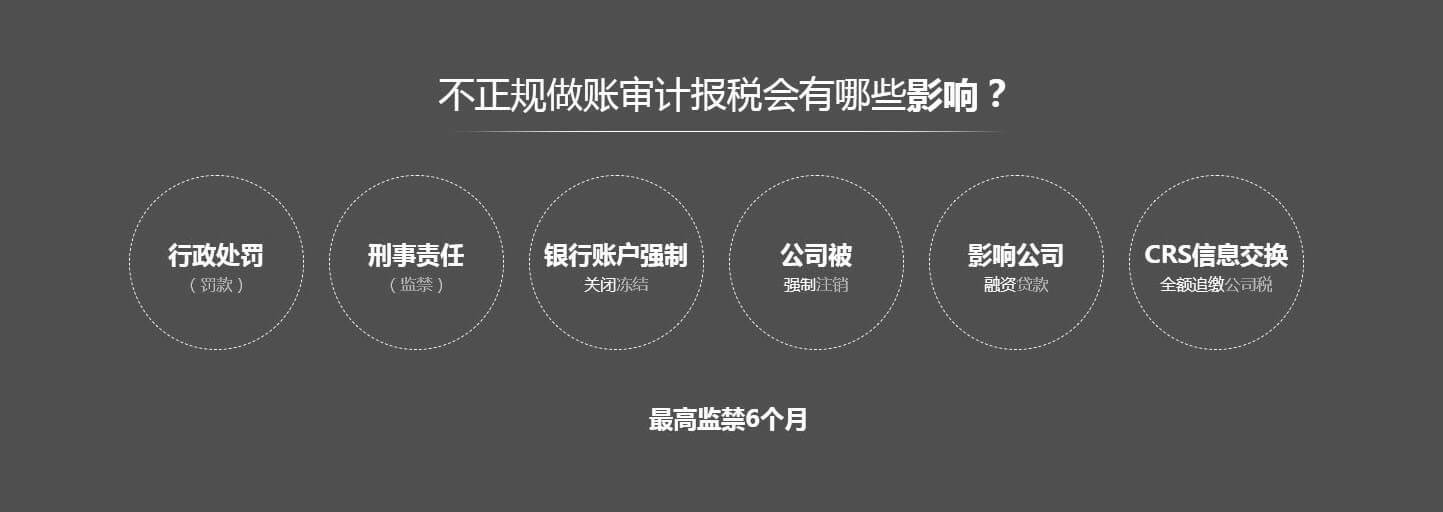 不正规做账审计报税会有哪些影响？
行政处罚
（罚款）
刑事责任
（监禁）
银行账户强制
关闭冻结
公司被
强制注销
影响公司
融资贷款
CRS信息交换
全额追缴公司税
最高监禁6个月